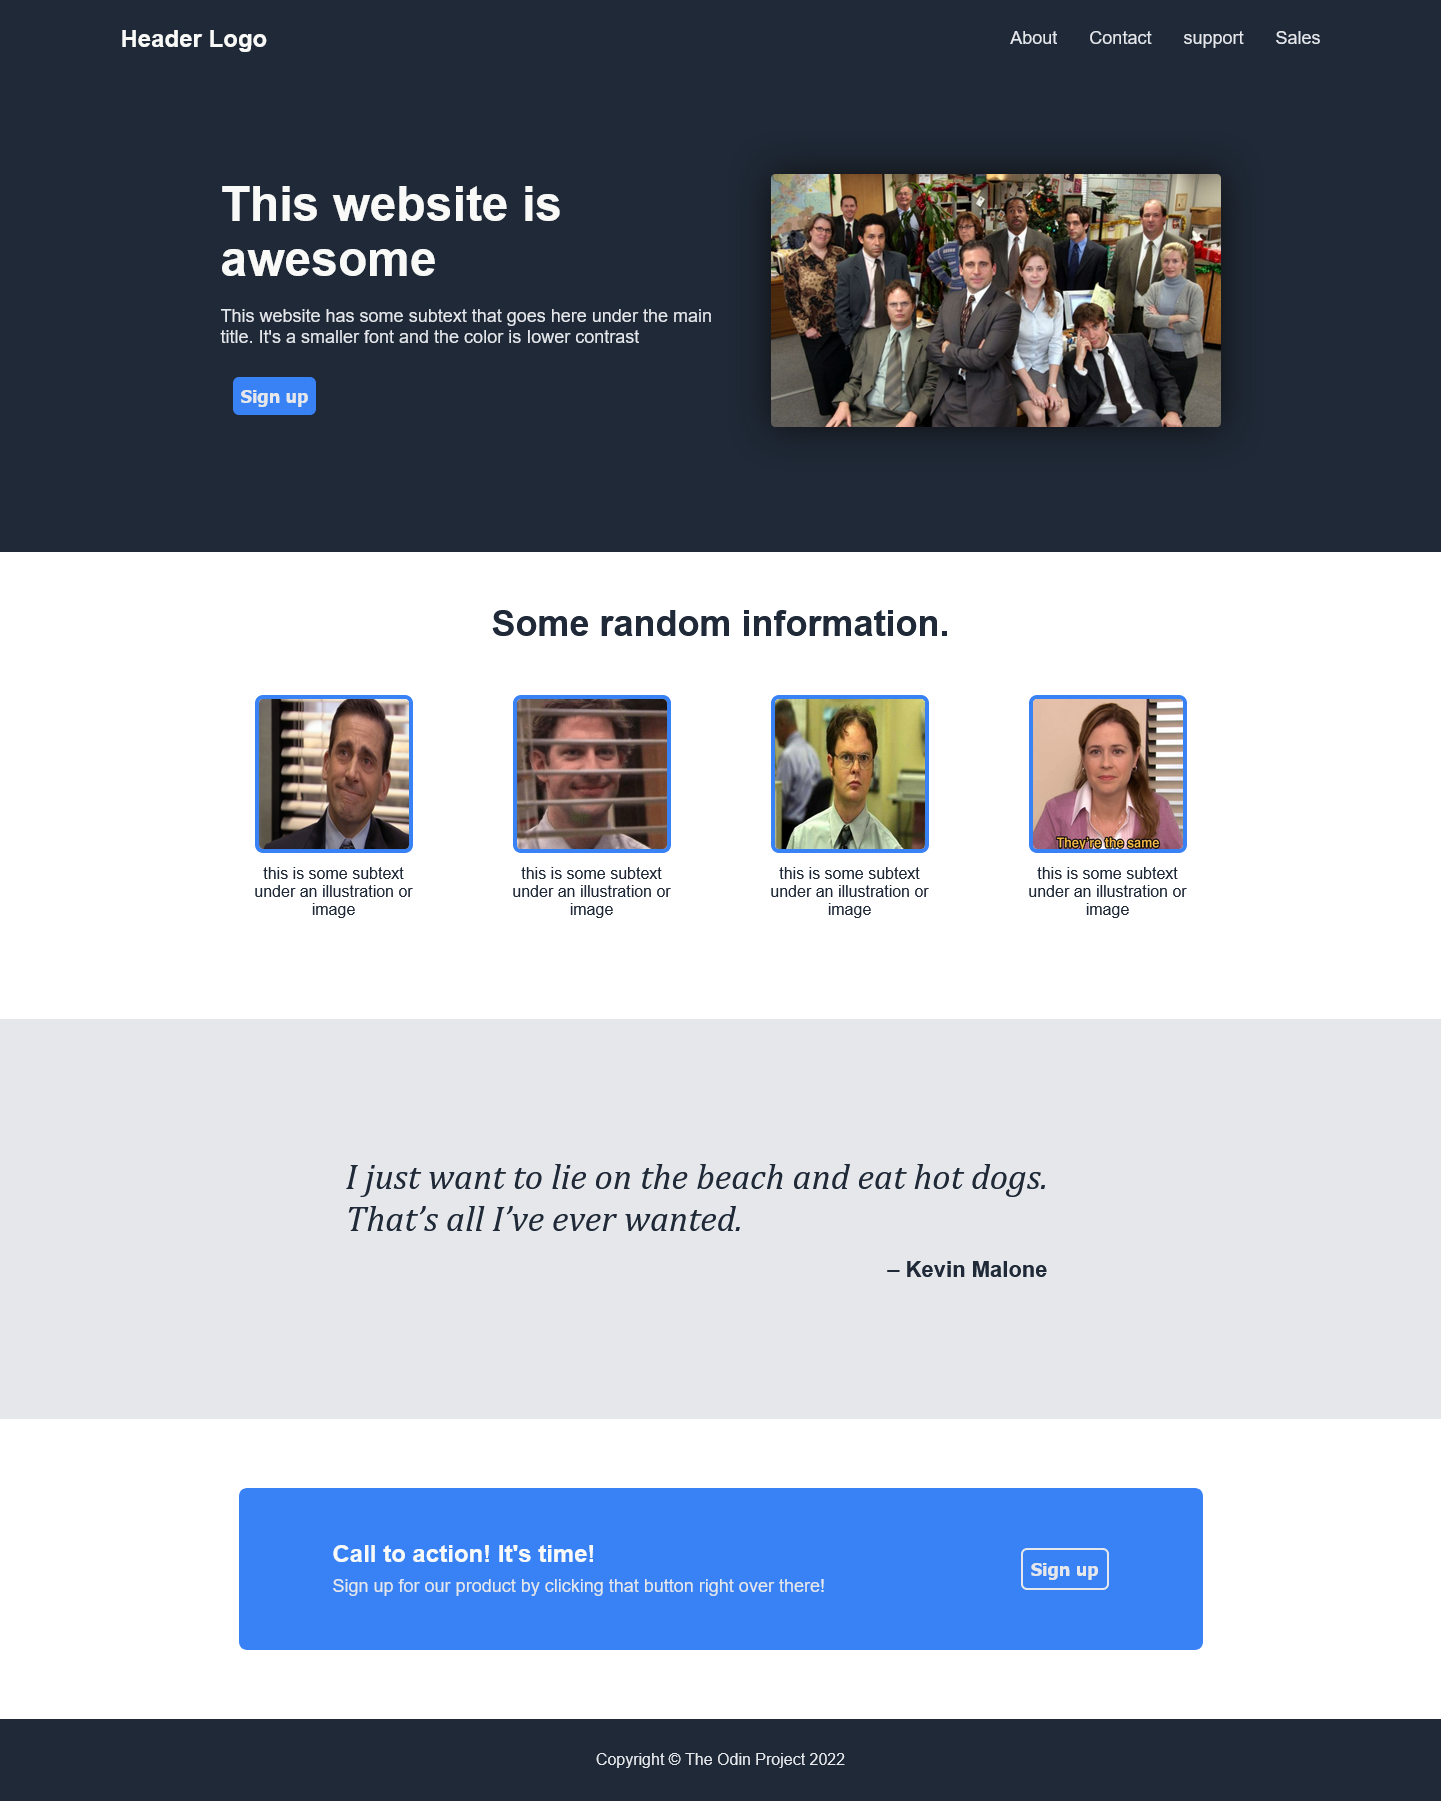 Header Logo
About
Contact
support
Sales
This website is
awesome
This website has some subtext that goes here under the main
title. It's a smaller font and the color is lower contrast
Sign up
Some random information.
They're the same
this is some subtext
under an illustration or
image
this is some subtext
under an illustration or
image
this is some subtext
under an illustration or
image
this is some subtext
under an illustration or
image
I just want to lie on the beach and eat hot dogs.
That’s all I’ve ever wanted.
– Kevin Malone
Call to action! It's time!
Sign up for our product by clicking that button right over there!
Sign up
Copyright © The Odin Project 2022